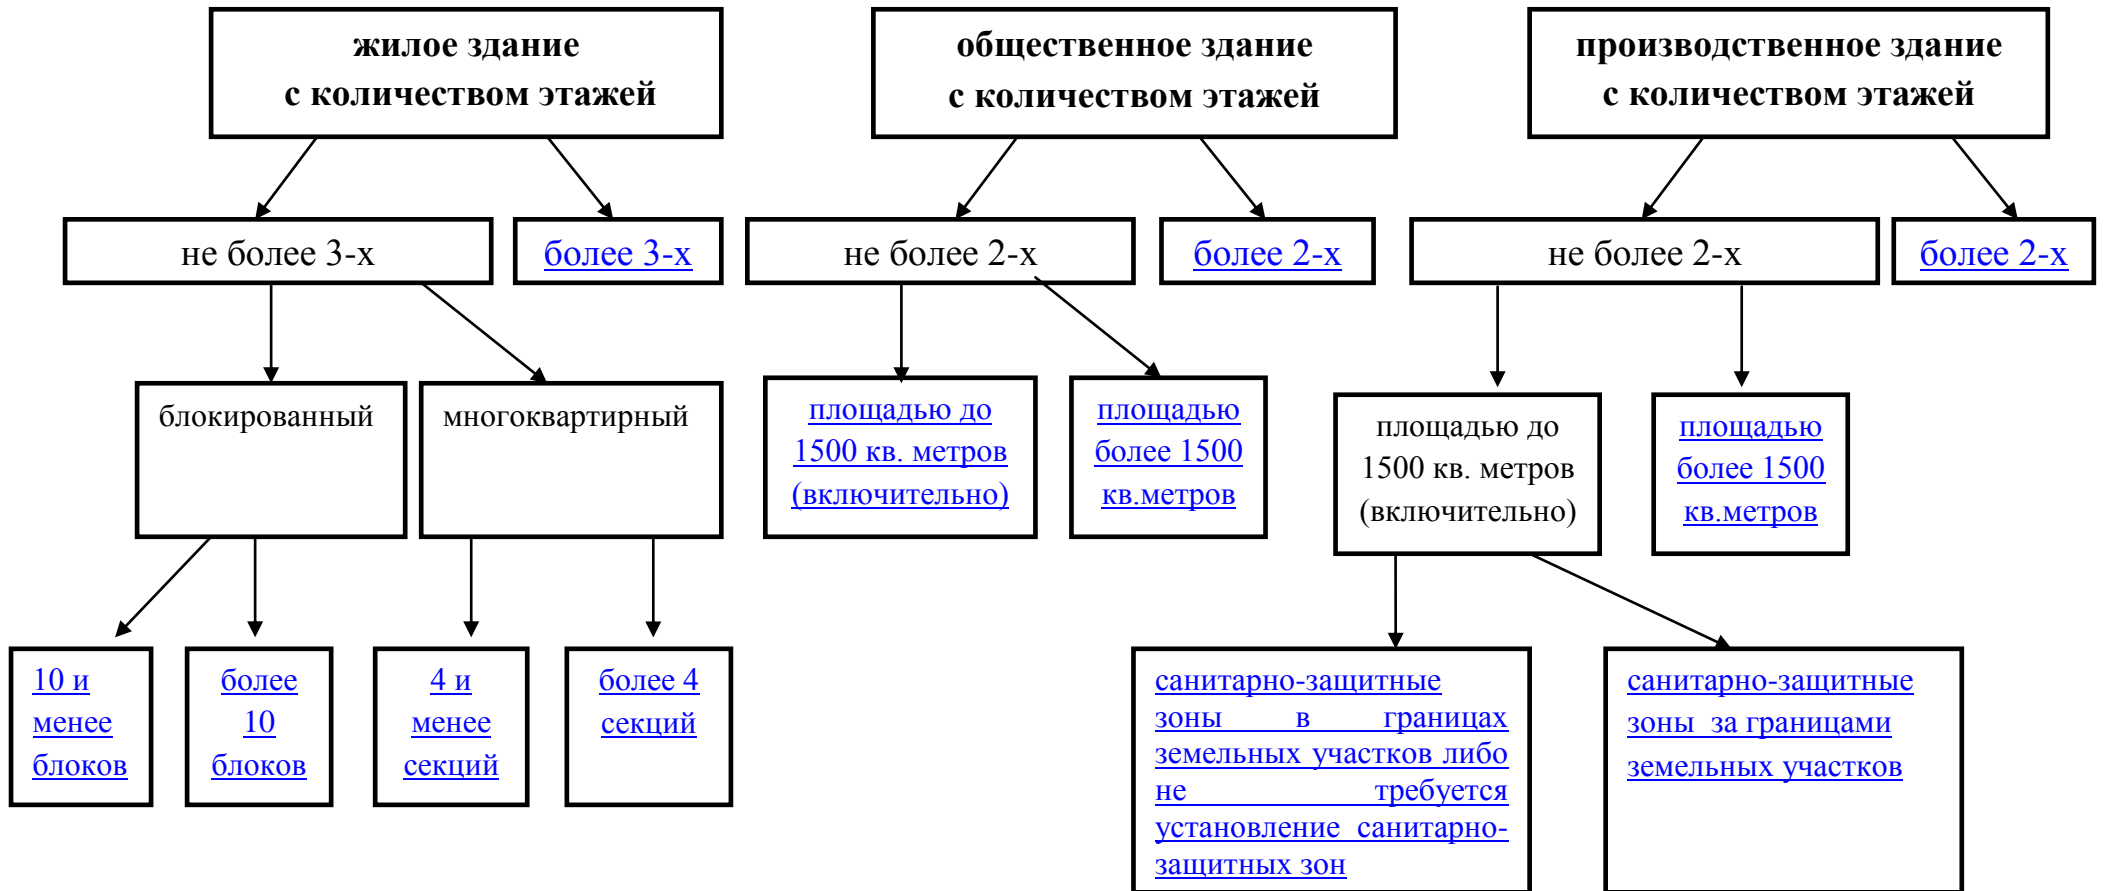 жилое здание
с количеством этажей
общественное здание
с количеством этажей
производственное здание
с количеством этажей
не более 3-х
более 3-х
не более 2-х
более 2-х
не более 2-х
более 2-х
блокированный
многоквартирный
площадью до
1500 кв. метров
(включительно)
площадью
более 1500
кв.метров
площадью до
1500 кв. метров
(включительно)
площадью
более 1500
кв.метров
10 и
менее
блоков
более
10
блоков
4 и
менее
секций
более 4
секций
санитарно-защитные
зоны в границах
земельных участков либо
не требуется
установление санитарно-
защитных зон
санитарно-защитные
зоны за границами
земельных участков